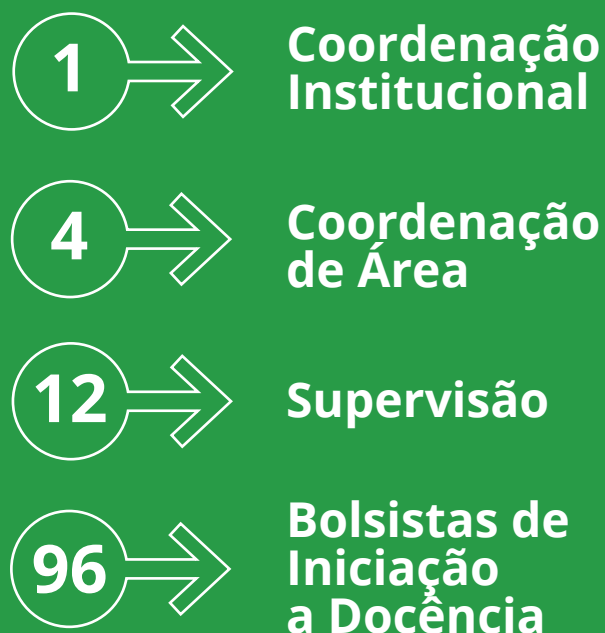 1
Coordenação
Institucional
4
Coordenação
de Área
12
Supervisão
96
Bolsistas de
Iniciação
a Docência